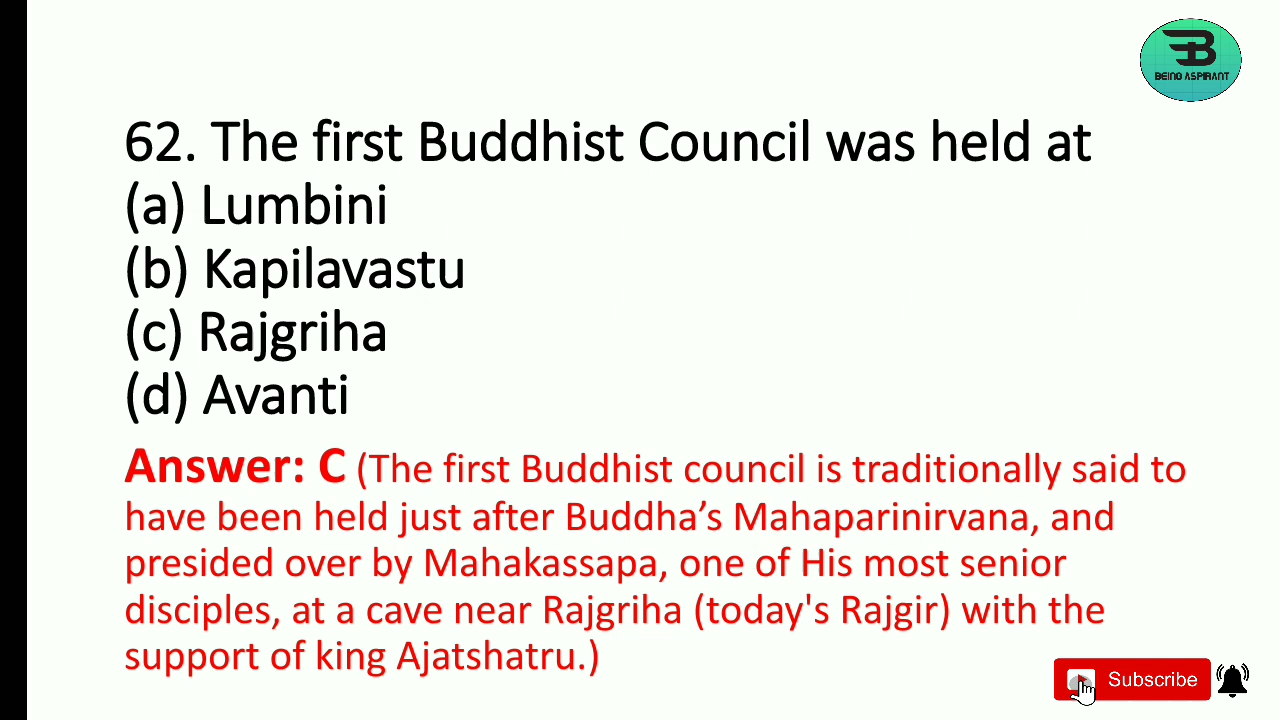 BEING ASPIRANT
62. The first Buddhist Council was held at
(a) Lumbini
(b) Kapilavastu
(c) Rajgriha
(d) Avanti
Answer: C (The first Buddhist council is traditionally said to
have been held just after Buddha’s Mahaparinirvana, and
presided over by Mahakassapa, one of His most senior
disciples, at a cave near Rajgriha (today's Rajgir) with the
support of king Ajatshatru.)
Subscribe